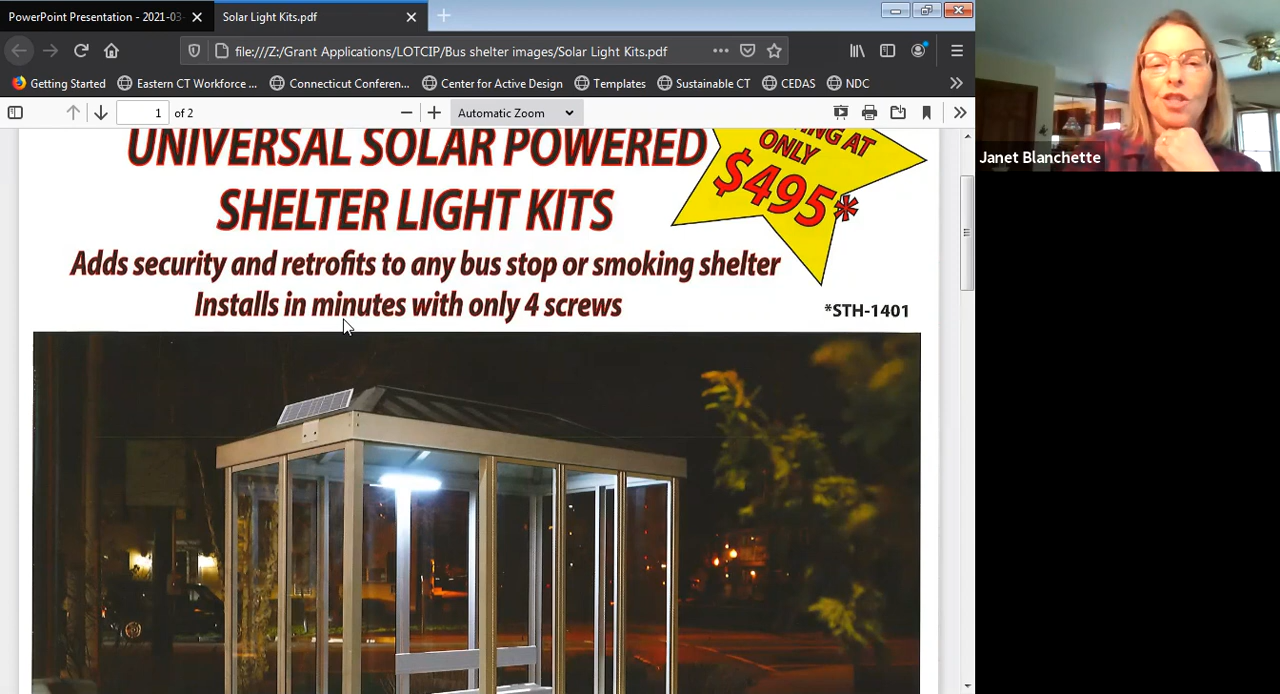 PowerPoint Presentation - 2021-03-
Solar Light Kits.pdf
file:///Z:/Grant Applications/LOTCIP/Bus shelter images/Solar Light Kits.pdf
Getting Started
Eastern CT Workforce ...
Connecticut Conferen...
Center for Active Design
Templates
Sustainable CT
CEDAS
NDC
1 of 2
Automatic Zoom
UNIVERSAL SOLAR POWERED
SHELTER LIGHT KITS
Adds security and retrofits to any bus stop or smoking shelter
Installs in minutes with only 4 screws
ONLY
$495*
*STH-1401
Janet Blanchette